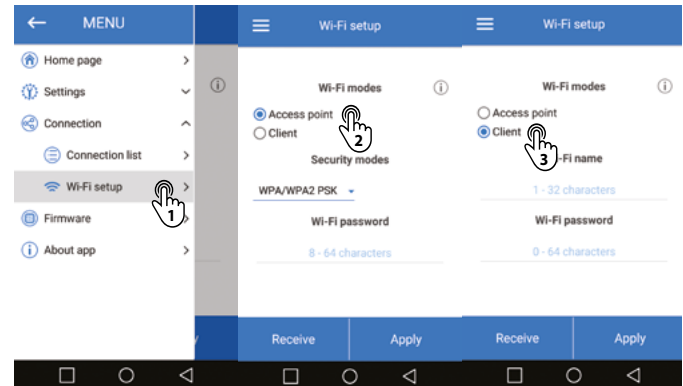 MENU
Home page
Settings
Connection
Connection list
Wi-Fi setup
1
Firmware
About app
Wi-Fi setup
Wi-Fi modes
Access point
2
Client
Security modes
WPA/WPA2 PSK
Wi-Fi password
8 - 64 characters
Receive Apply
Wi-Fi setup
Wi-Fi modes
Access point
Client
3
-Fi name
1 - 32 characters
Wi-Fi password
0 - 64 characters
Receive Apply